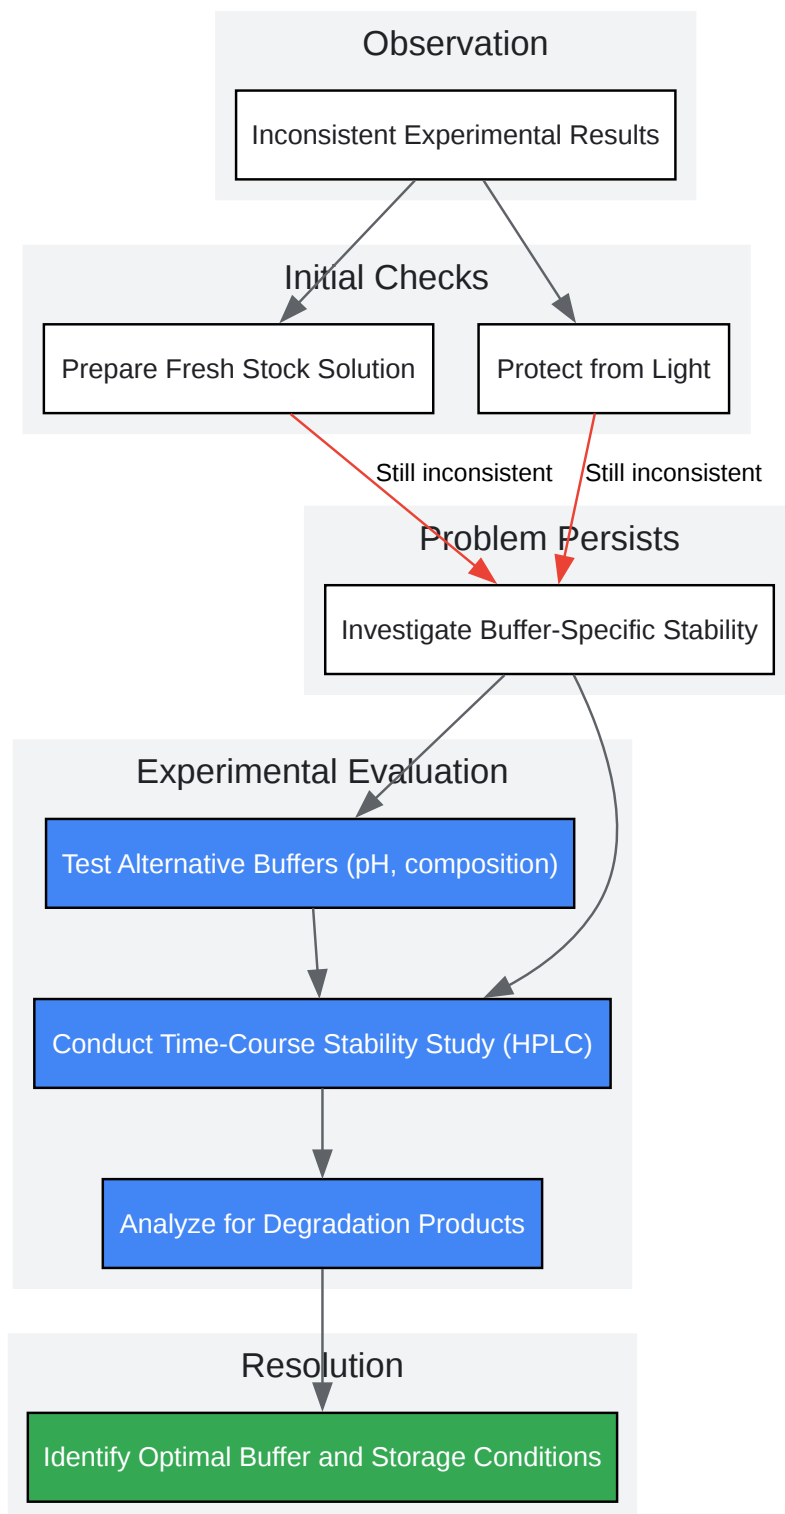 Observation
Inconsistent Experimental Results
Initial Checks
Prepare Fresh Stock Solution
Protect from Light
Still inconsistent
Still inconsistent
Problem Persists
Investigate Buffer-Specific Stability
Experimental Evaluation
Test Alternative Buffers (pH, composition)
Conduct Time-Course Stability Study (HPLC)
Analyze for Degradation Products
Resolution
Identify Optimal Buffer and Storage Conditions